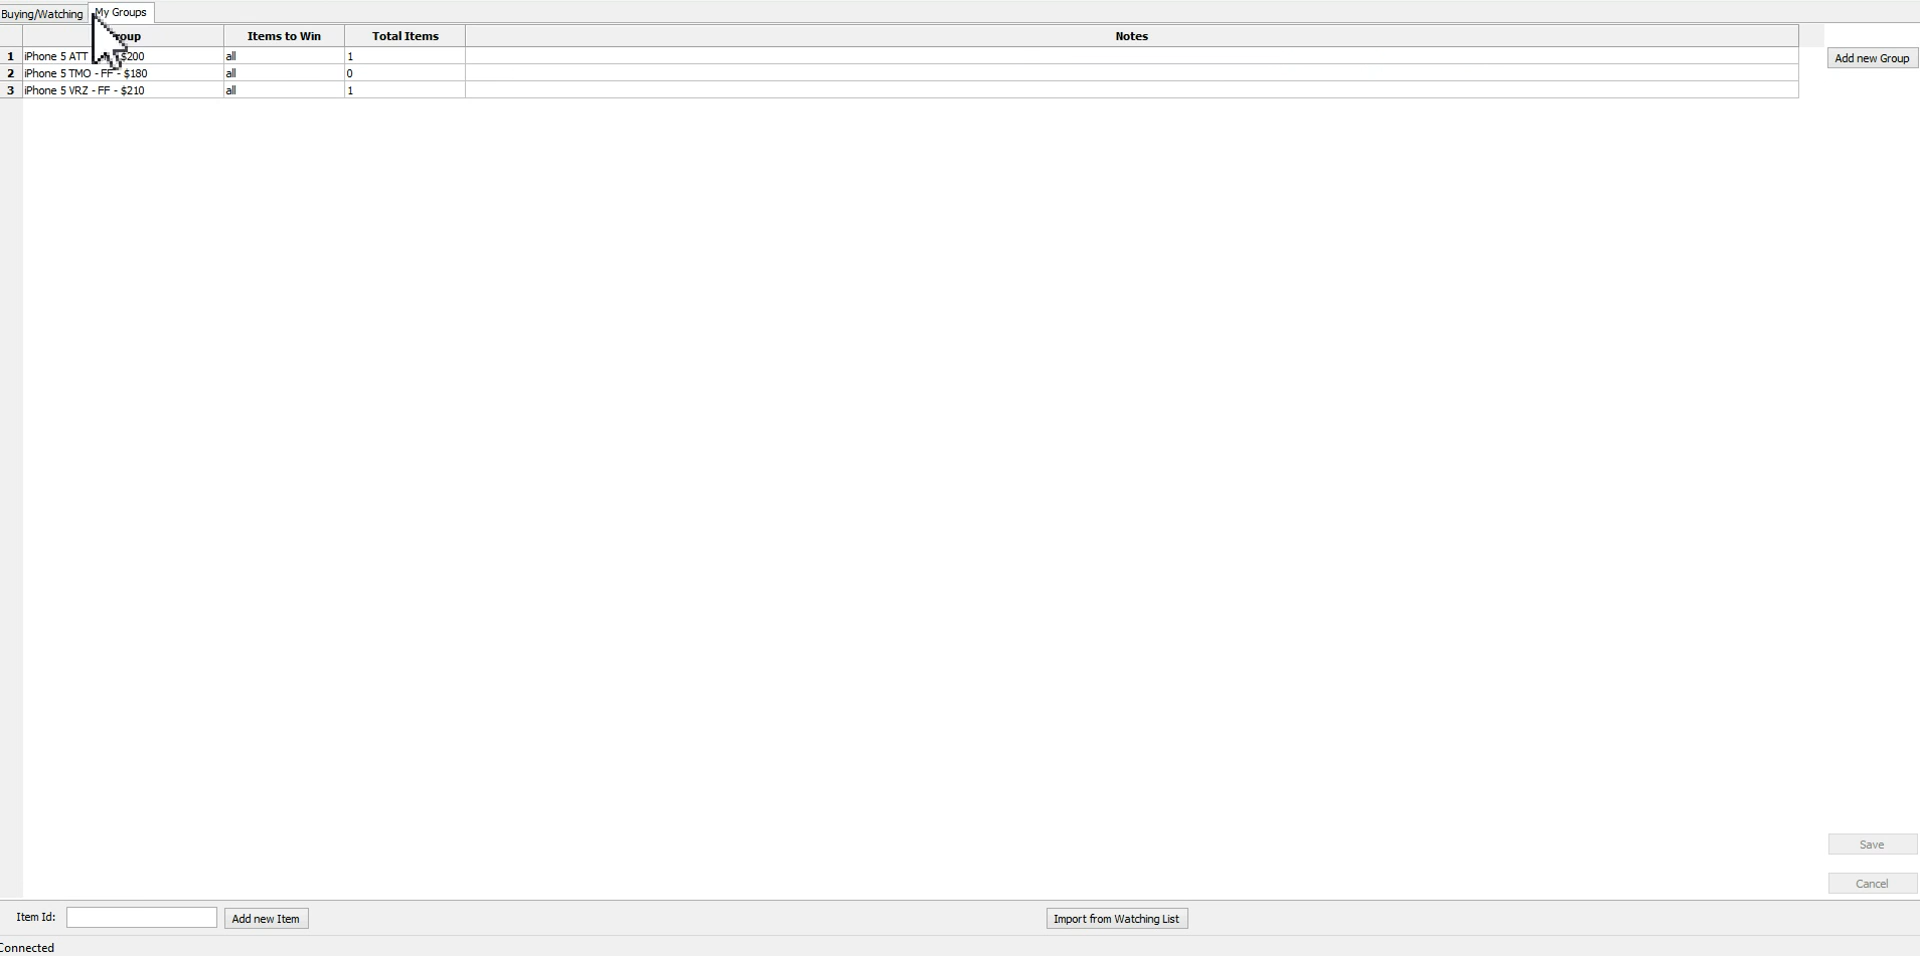 Buying/Watching My Groups
Items to Win Total Items Notes
1 iPhone 5 ATT $200 all 1
2 iPhone 5 TMO - FF - $180 all 0
3 iPhone 5 VRZ - FF - $210 all 1
Add new Group
Save
Cancel
Item Id: Add new Item Import from Watching List
Connected